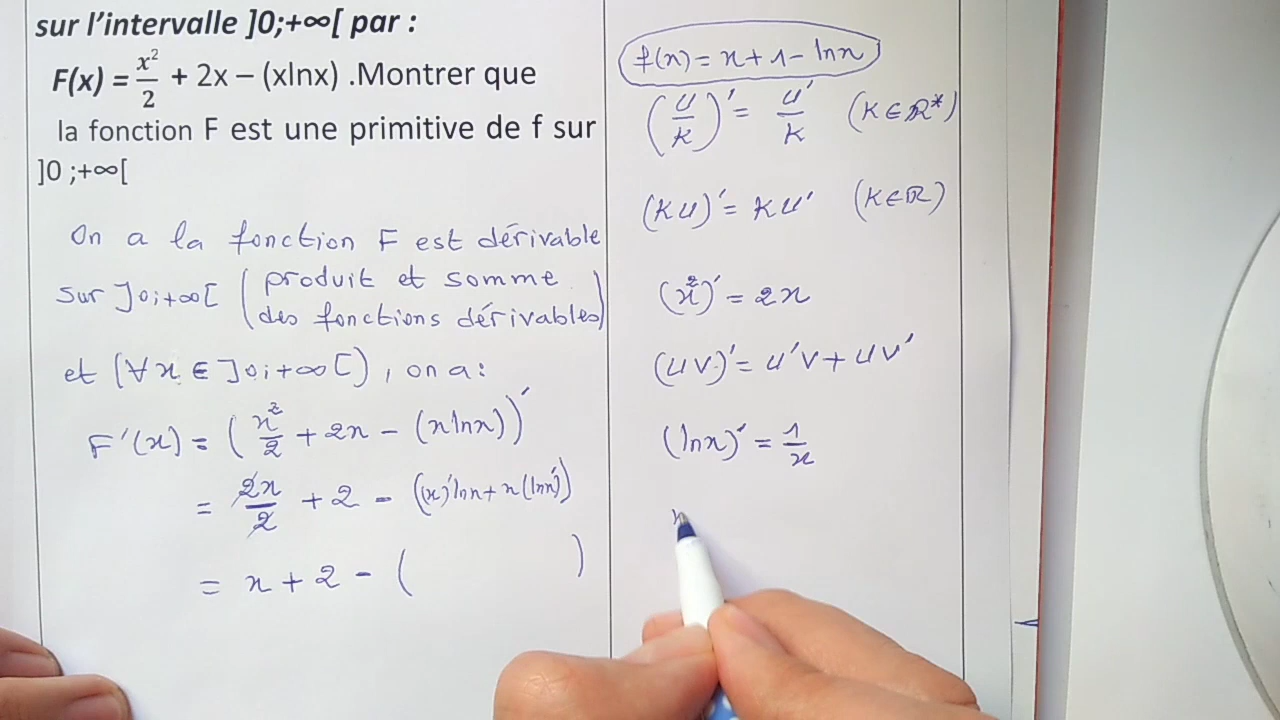 sur l'intervalle ]0;+∞[ par :
F(x) = x²/2 + 2x – (xlnx) .Montrer que
la fonction F est une primitive de f sur
]0 ;+∞[
On a la fonction F est dérivable
sur ]0;+∞[ (produit et somme
des fonctions dérivables)
et (∀x ∈ ]0;+∞[), on a:
F'(x) = (x²/2 + 2x - (xlnx))'
= 2x/2 + 2 - ((x)'lnx + x(lnx)')
= x + 2 - ( )
f(x) = x + 1 - lnx
(u/k)' = u'/k (k∈ℝ*)
(ku)' = ku' (k∈ℝ)
(x²)' = 2x
(uv)' = u'v + uv'
(lnx)' = 1/x